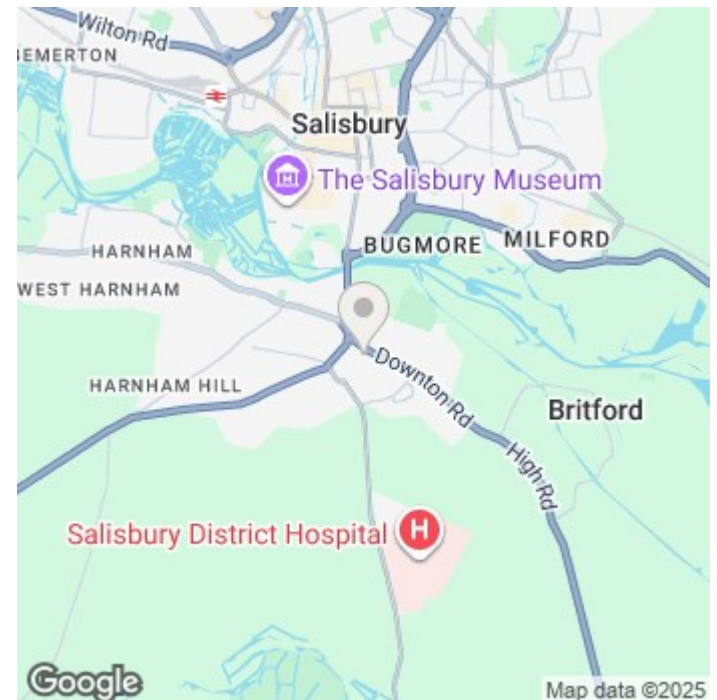 Wilton Rd
BEMERTON
Salisbury
The Salisbury Museum
BUGMORE
MILFORD
HARNHAM
WEST HARNHAM
Downton Rd
HARNHAM HILL
Britford
High Rd
Salisbury District Hospital
H
Google
Map data ©2025